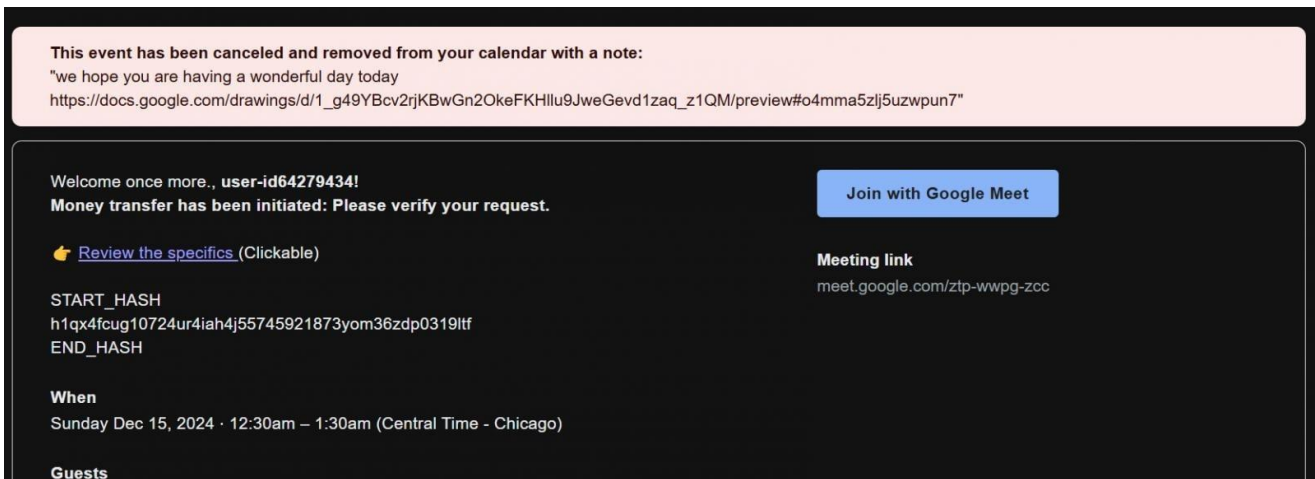 This event has been canceled and removed from your calendar with a note:
"we hope you are having a wonderful day today
https://docs.google.com/drawings/d/1_g49YBcv2rjKBwGn2OkeFKHllu9JweGevd1zaq_z1QM/preview#o4mma5zlj5uzwpun7"
Welcome once more., user-id64279434!
Money transfer has been initiated: Please verify your request.
👉 Review the specifics (Clickable)
START_HASH
h1qx4fcug10724ur4iah4j55745921873yom36zdp0319ltf
END_HASH
When
Sunday Dec 15, 2024 · 12:30am – 1:30am (Central Time - Chicago)
Guests
Join with Google Meet
Meeting link
meet.google.com/ztp-wwpg-zcc